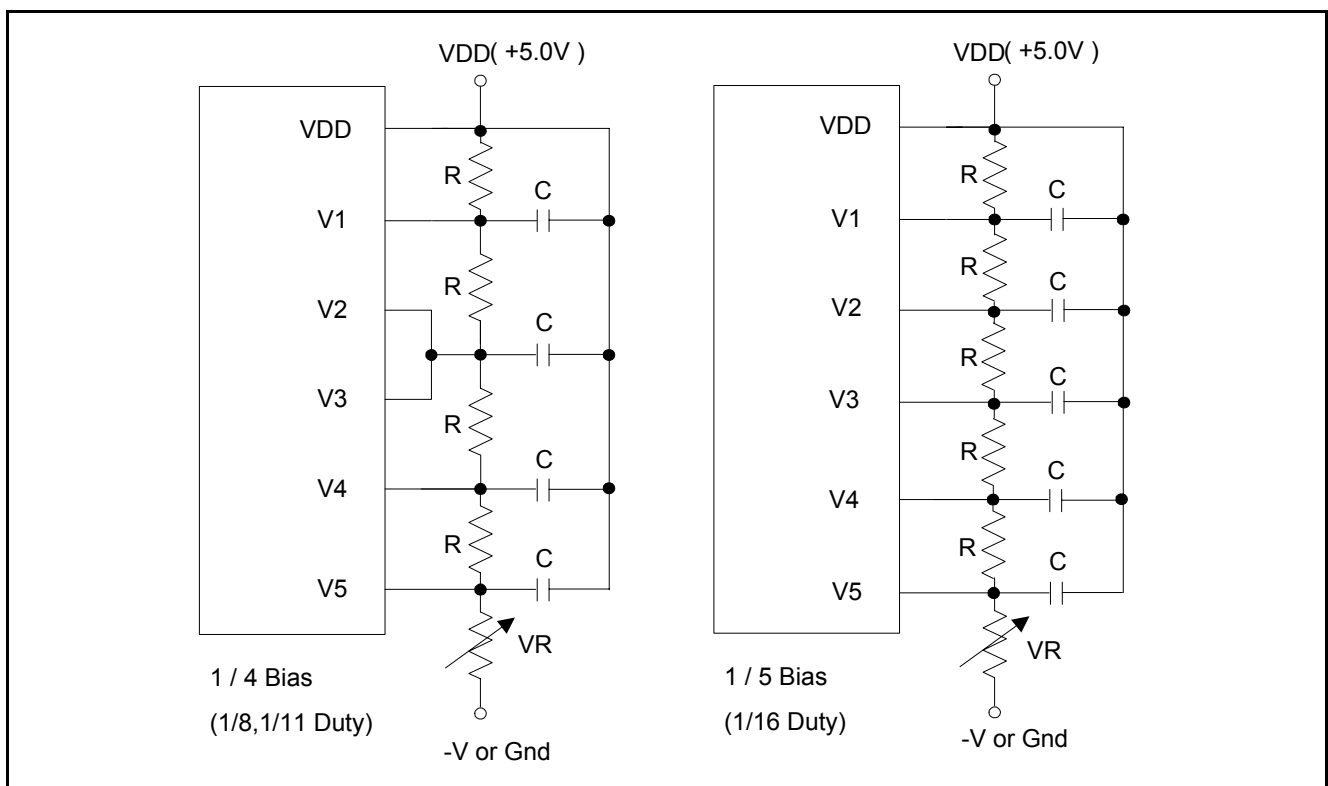 VDD( +5.0V )
VDD
R
C
V1
R
V2
C
V3
R
C
V4
R
C
V5
VR
1 / 4 Bias
(1/8,1/11 Duty)
-V or Gnd
VDD( +5.0V )
VDD
R
C
V1
R
C
V2
R
C
V3
R
C
V4
R
C
V5
VR
1 / 5 Bias
(1/16 Duty)
-V or Gnd